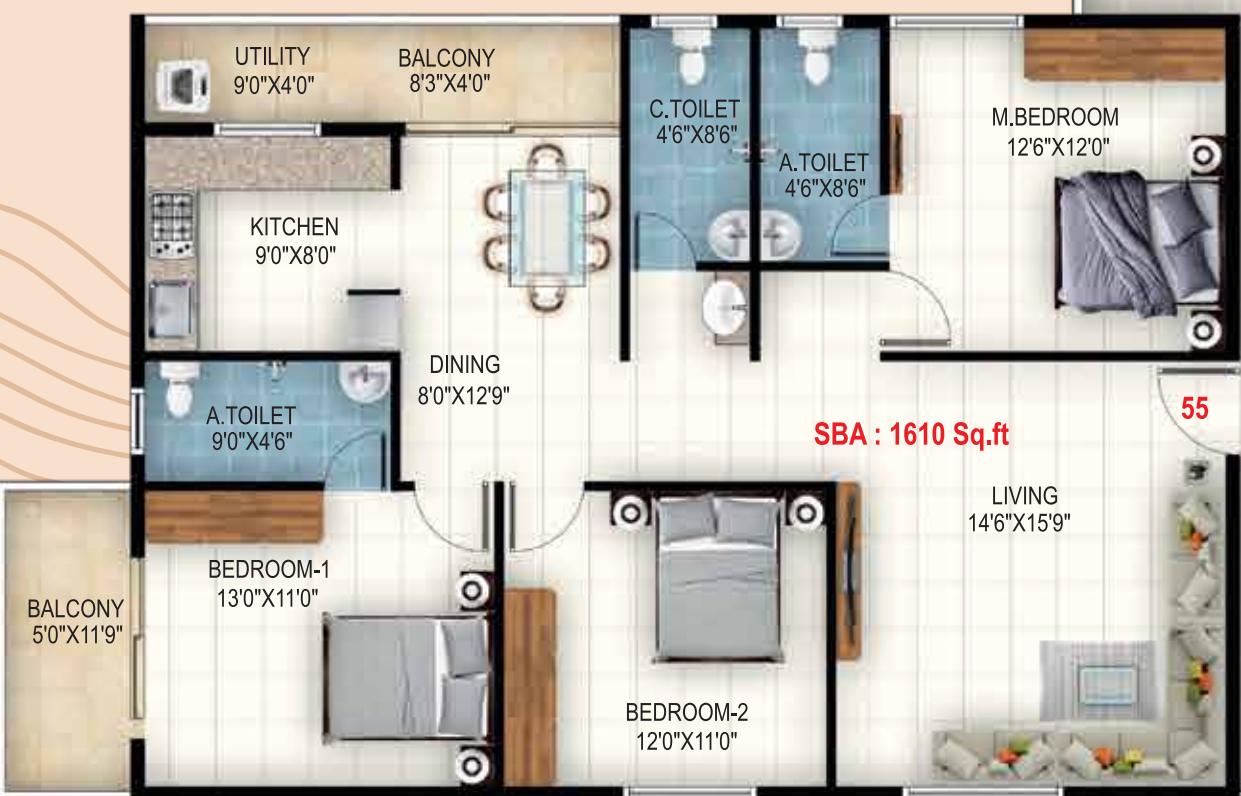 UTILITY
9'0"X4'0"
BALCONY
8'3"X4'0"
C.TOILET
4'6"X8'6"
A.TOILET
4'6"X8'6"
M.BEDROOM
12'6"X12'0"
KITCHEN
9'0"X8'0"
DINING
8'0"X12'9"
A.TOILET
9'0"X4'6"
55
SBA : 1610 Sq.ft
LIVING
14'6"X15'9"
BEDROOM-1
13'0"X11'0"
BALCONY
5'0"X11'9"
BEDROOM-2
12'0"X11'0"